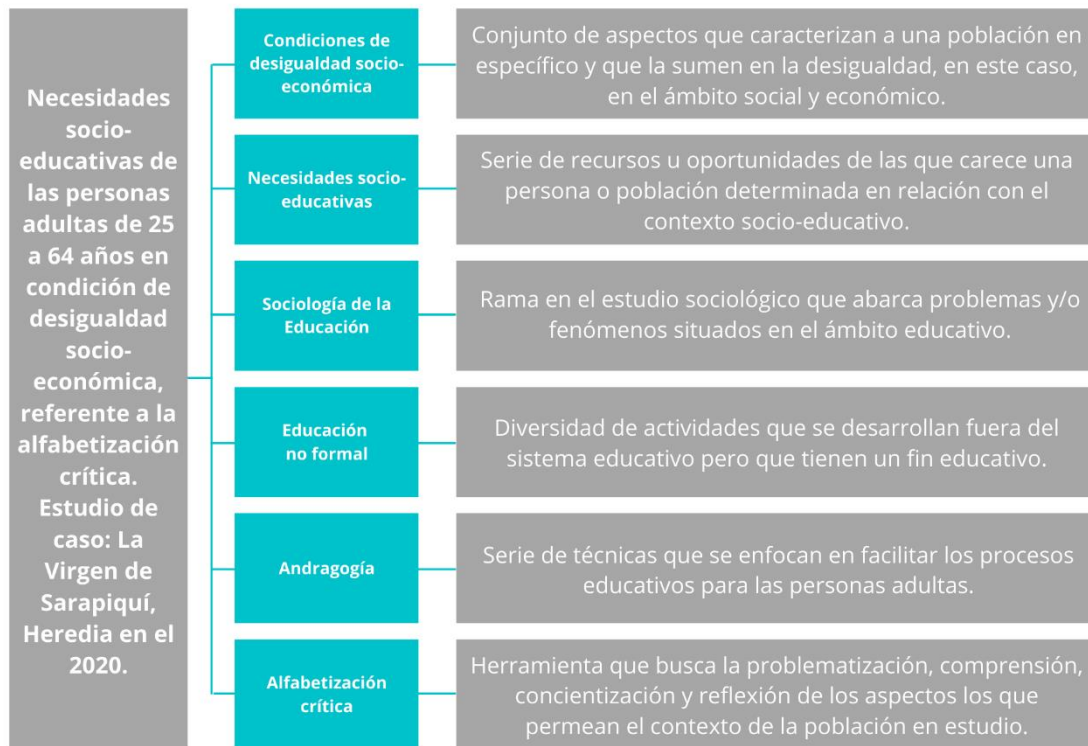 Necesidades
socio-
educativas de
las personas
adultas de 25
a 64 años en
condición de
desigualdad
socio-
económica,
referente a la
alfabetización
crítica.
Estudio de
caso: La
Virgen de
Sarapiquí,
Heredia en el
2020.
Condiciones de
desigualdad socio-
económica
Conjunto de aspectos que caracterizan a una población en
específico y que la sumen en la desigualdad, en este caso,
en el ámbito social y económico.
Necesidades socio-
educativas
Serie de recursos u oportunidades de las que carece una
persona o población determinada en relación con el
contexto socio-educativo.
Sociología de la
Educación
Rama en el estudio sociológico que abarca problemas y/o
fenómenos situados en el ámbito educativo.
Educación
no formal
Diversidad de actividades que se desarrollan fuera del
sistema educativo pero que tienen un fin educativo.
Andragogía
Serie de técnicas que se enfocan en facilitar los procesos
educativos para las personas adultas.
Alfabetización
crítica
Herramienta que busca la problematización, comprensión,
concientización y reflexión de los aspectos los que
permean el contexto de la población en estudio.